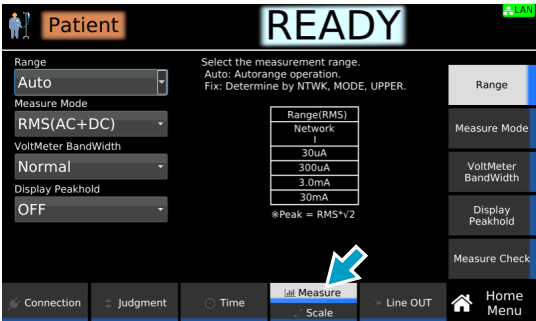 Patient
READY
LAN
Range
Auto
Measure Mode
RMS(AC+DC)
VoltMeter BandWidth
Normal
Display Peakhold
OFF
Select the measurement range.
Auto: Autorange operation.
Fix: Determine by NTWK, MODE, UPPER.
Range(RMS)
Network
I
30uA
300uA
3.0mA
30mA
※Peak = RMS*√2
Range
Measure Mode
VoltMeter
BandWidth
Display
Peakhold
Measure Check
Connection
Judgment
Time
Measure
Scale
Line OUT
Home
Menu